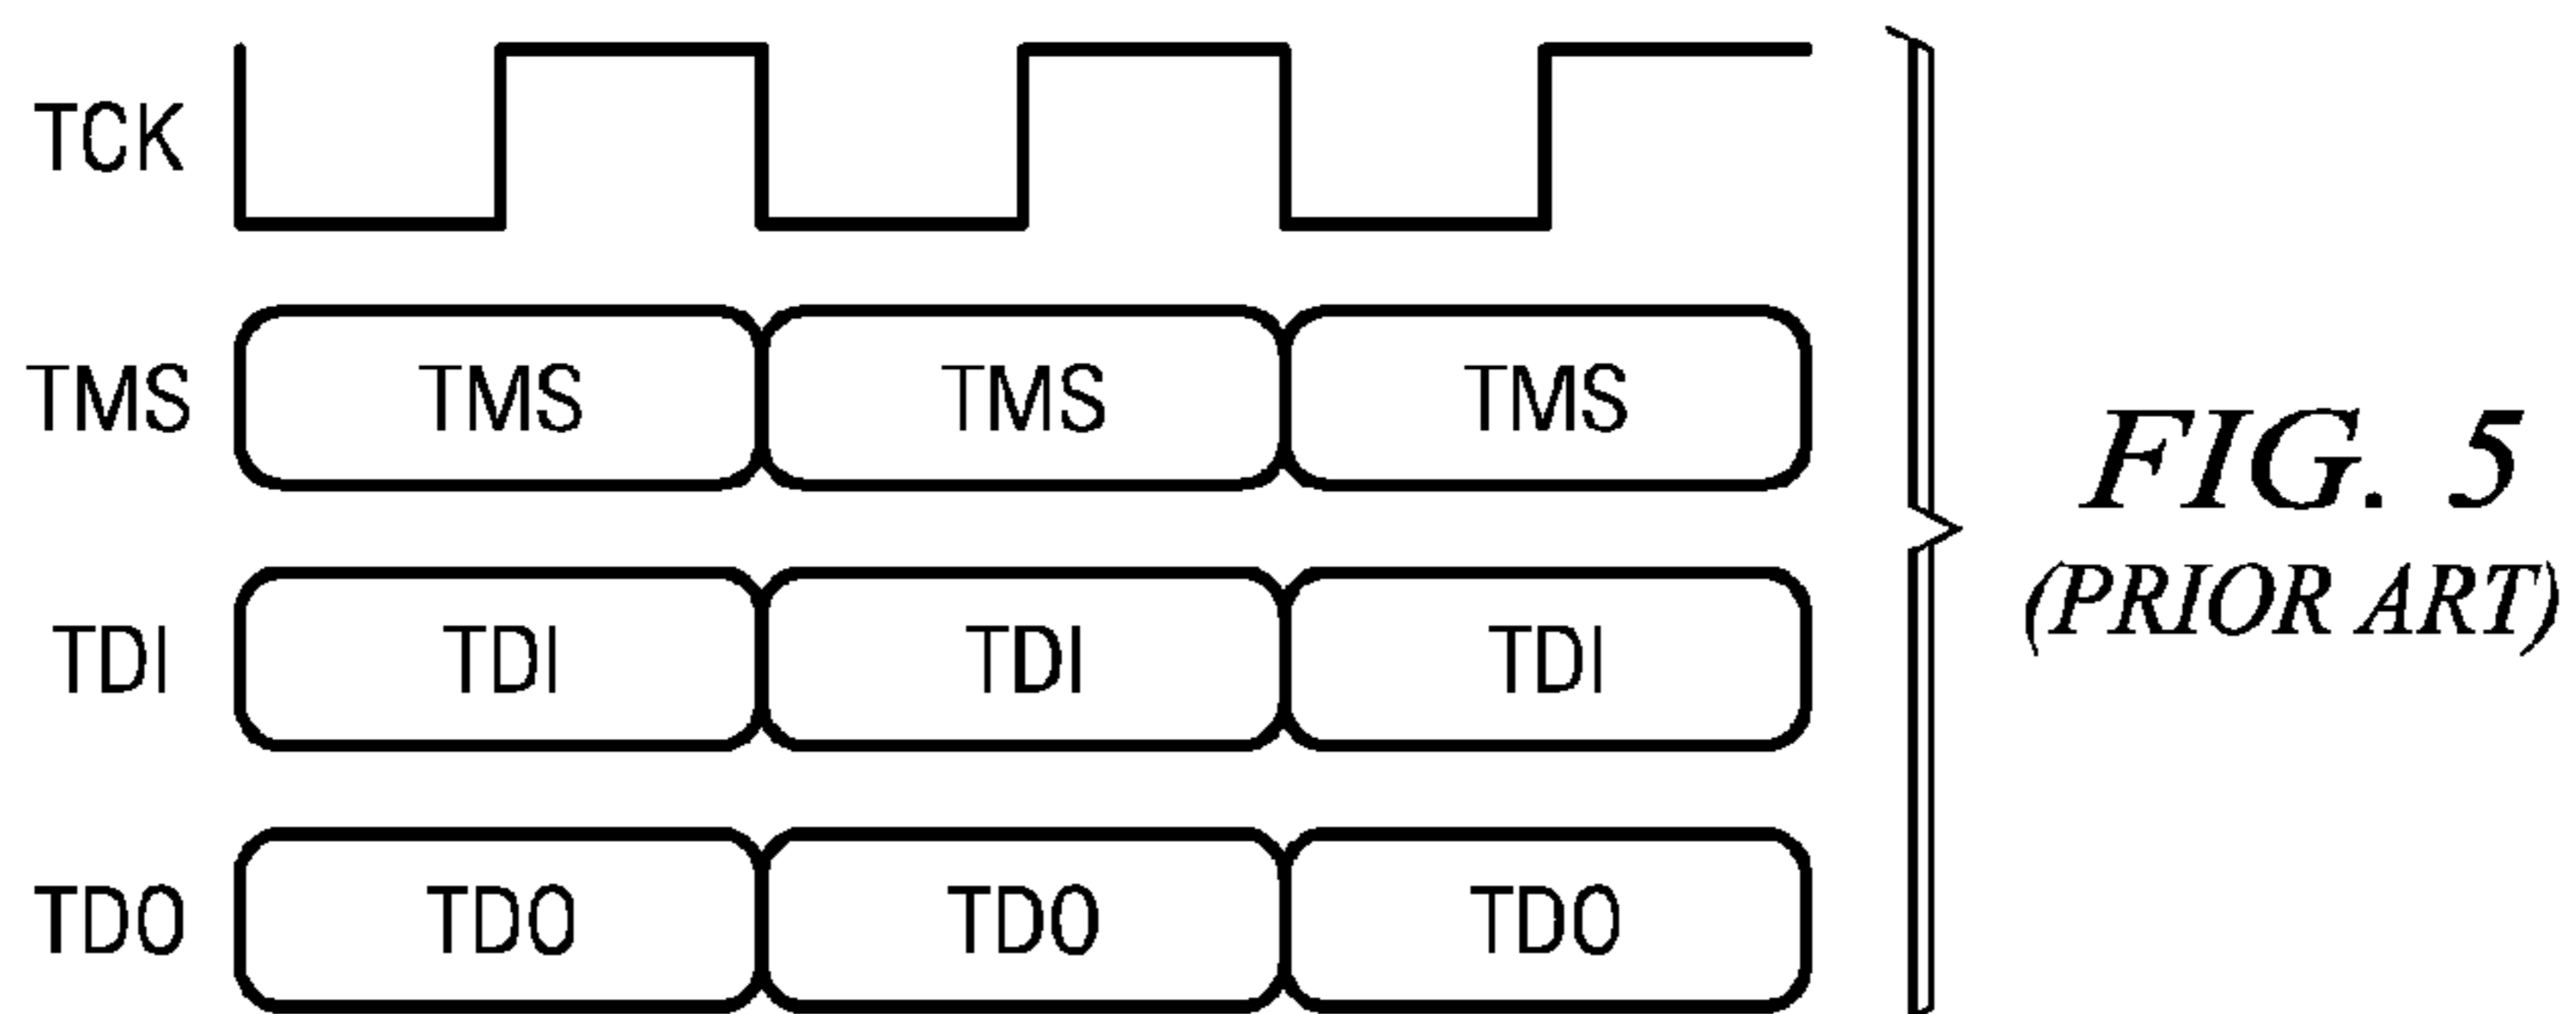 TCK
TMS TMS TMS TMS
TDI TDI TDI TDI
TDO TDO TDO TDO
FIG. 5
(PRIOR ART)